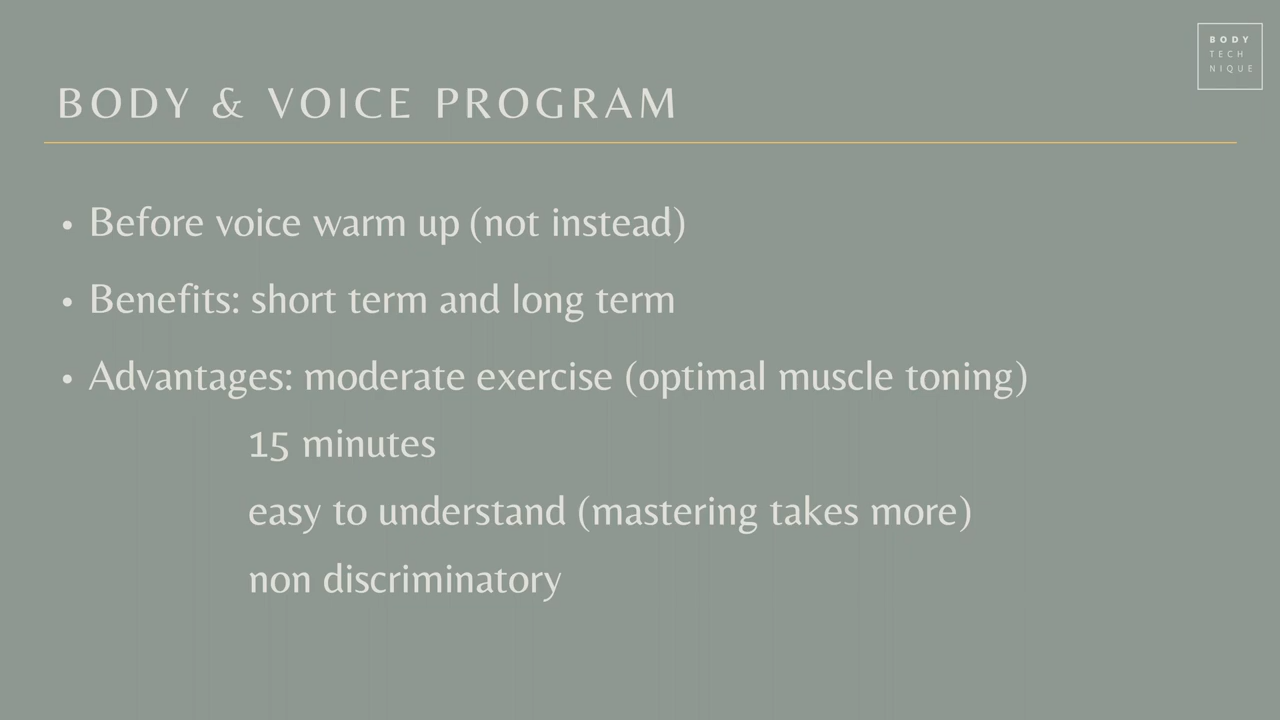 BODY
TECH
NIQUE
BODY & VOICE PROGRAM
• Before voice warm up (not instead)
• Benefits: short term and long term
• Advantages: moderate exercise (optimal muscle toning)
15 minutes
easy to understand (mastering takes more)
non discriminatory